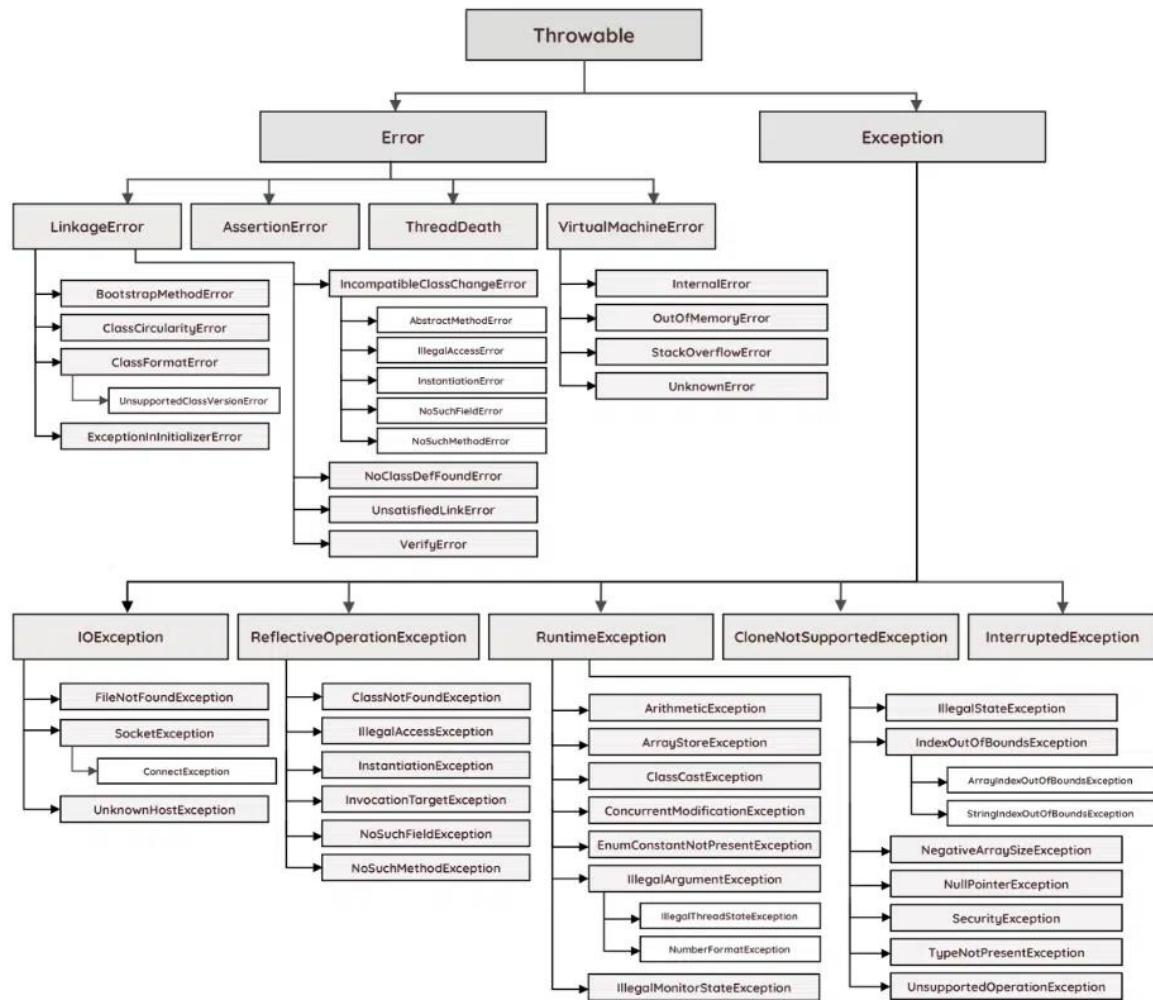 Throwable
Error
Exception
LinkageError
AssertionError
ThreadDeath
VirtualMachineError
BootstrapMethodError
ClassCircularityError
ClassFormatError
UnsupportedClassVersionError
ExceptionInInitializerError
IncompatibleClassChangeError
AbstractMethodError
IllegalAccessError
InstantiationError
NoSuchFieldError
NoSuchMethodError
NoClassDefFoundError
UnsatisfiedLinkError
VerifyError
InternalError
OutOfMemoryError
StackOverflowError
UnknownError
IOException
ReflectiveOperationException
RuntimeException
CloneNotSupportedException
InterruptedException
FileNotFoundException
SocketException
ConnectException
UnknownHostException
ClassNotFoundException
IllegalAccessException
InstantiationException
InvocationTargetException
NoSuchFieldException
NoSuchMethodException
ArithmeticException
ArrayStoreException
ClassCastException
ConcurrentModificationException
EnumConstantNotPresentException
IllegalArgumentException
IllegalThreadStateException
NumberFormatException
IllegalMonitorStateException
IllegalStateException
IndexOutOfBoundsException
ArrayIndexOutOfBoundsException
StringIndexOutOfBoundsException
NegativeArraySizeException
NullPointerException
SecurityException
TypeNotPresentException
UnsupportedOperationException